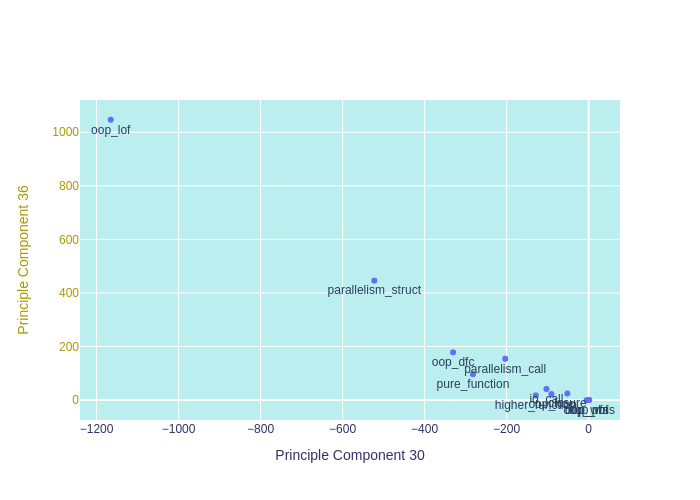 1000
800
600
400
200
0
Principle Component 36
oop_lof
parallelism_struct
oop_dfc
parallelism_call
pure_function
−1200
−1000
−800
−600
−400
−200
0
Principle Component 30